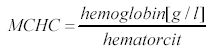 MCHC = hemoglobin[g / l] / hematorcit